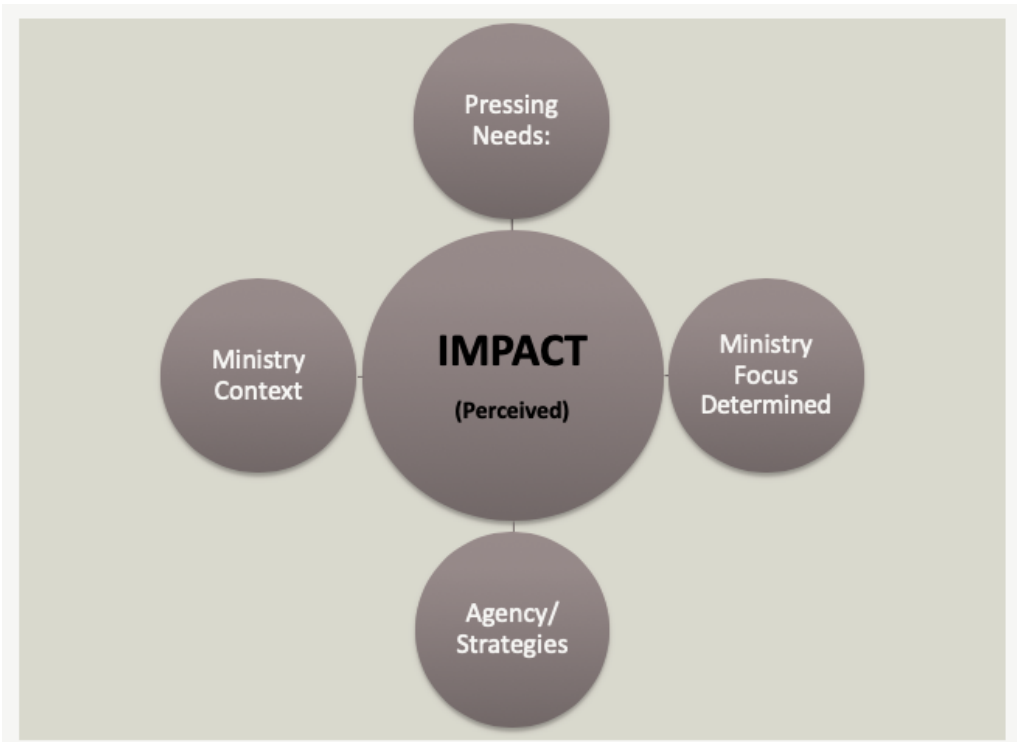 Pressing
Needs:
Ministry
Context
IMPACT
(Perceived)
Ministry
Focus
Determined
Agency/
Strategies